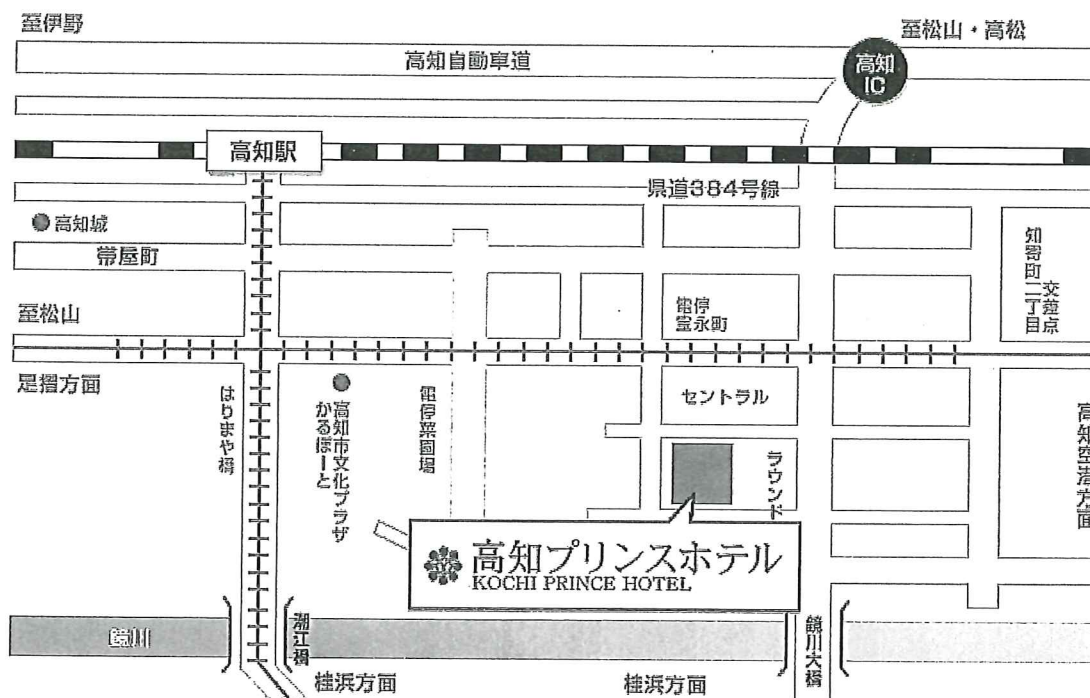 至伊野
至松山・高松
高知自動車道
高知
IC
高知駅
県道384号線
高知城
帯屋町
知寄町二丁目
交差点
至松山
電停
宝永町
足摺方面
はりまや橋
高知市文化プラザ
かるぽーと
電停菜園場
セントラル
ラウンド
高知空港方面
高知プリンスホテル
KOCHI PRINCE HOTEL
鏡川
潮江橋
鏡川大橋
桂浜方面
桂浜方面